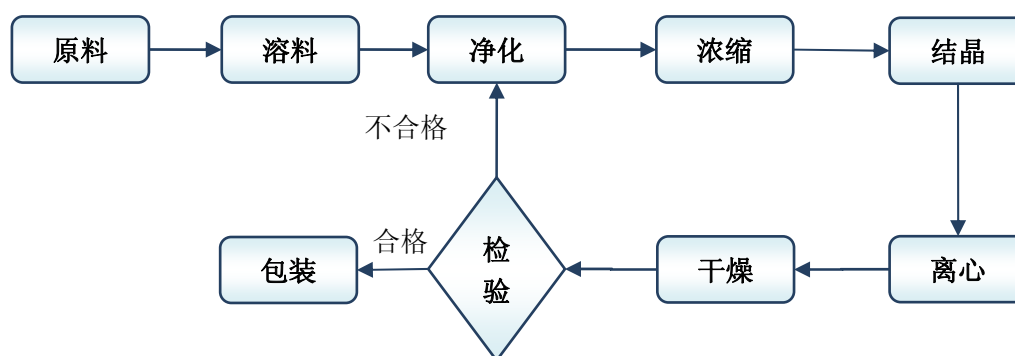 原料
溶料
净化
浓缩
结晶
不合格
包装
合格
检
验
干燥
离心